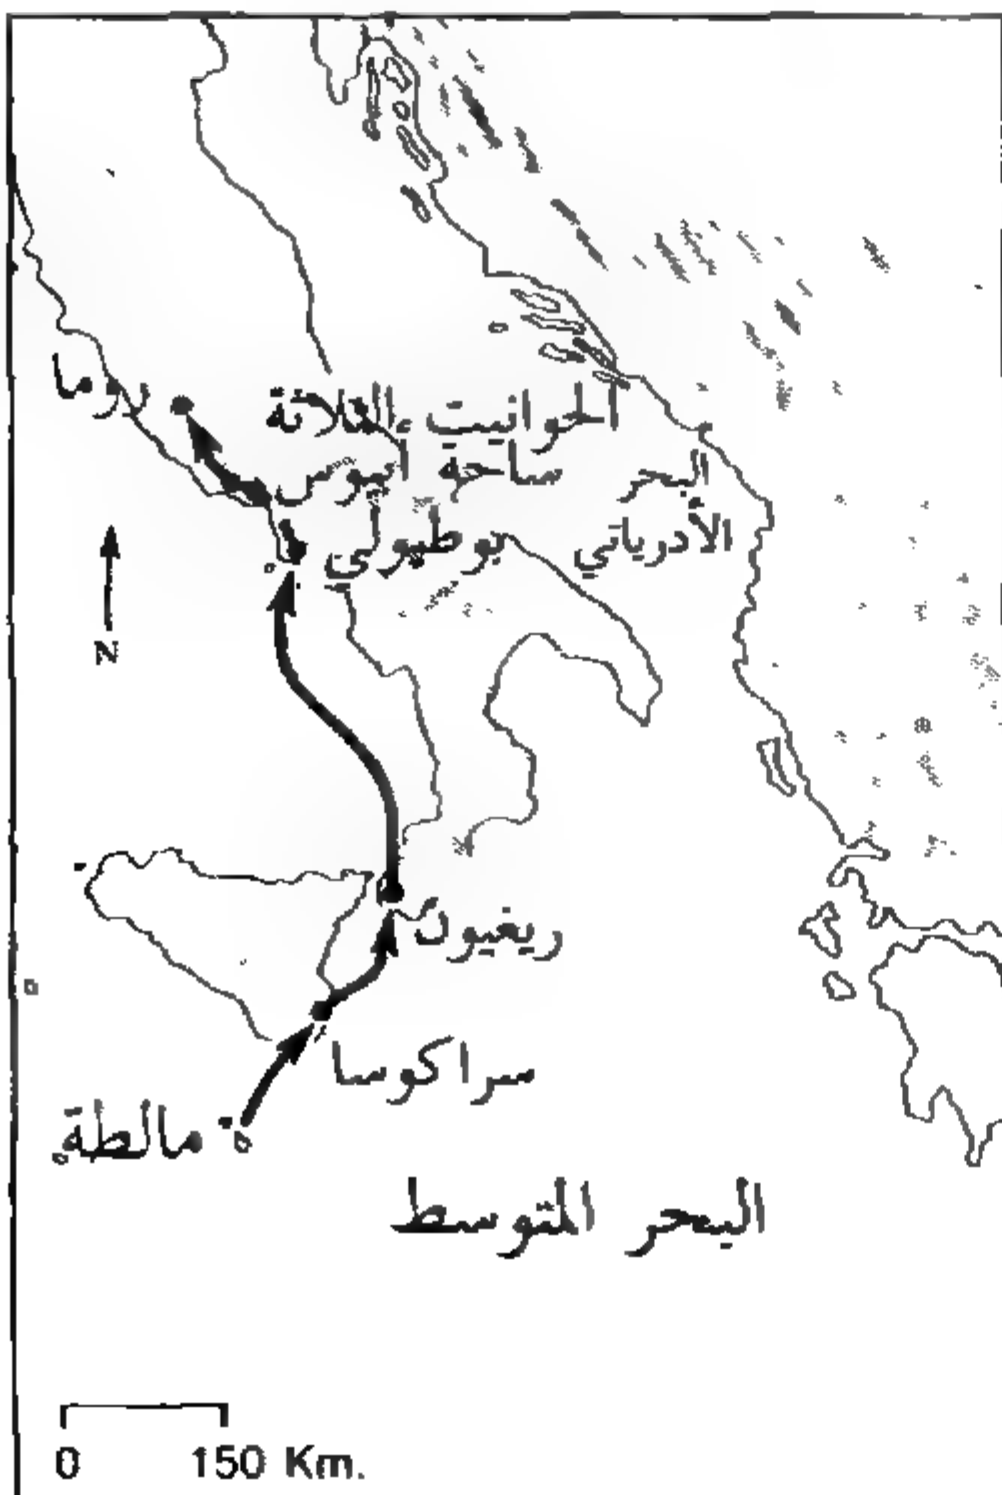 روما
الحوانيت الثلاثة
ساحة أبيوس
البحر
الأدرياتي
بوطيولي
N
ريغيون
سراكوسا
مالطة
البحر المتوسط
0 150 Km.